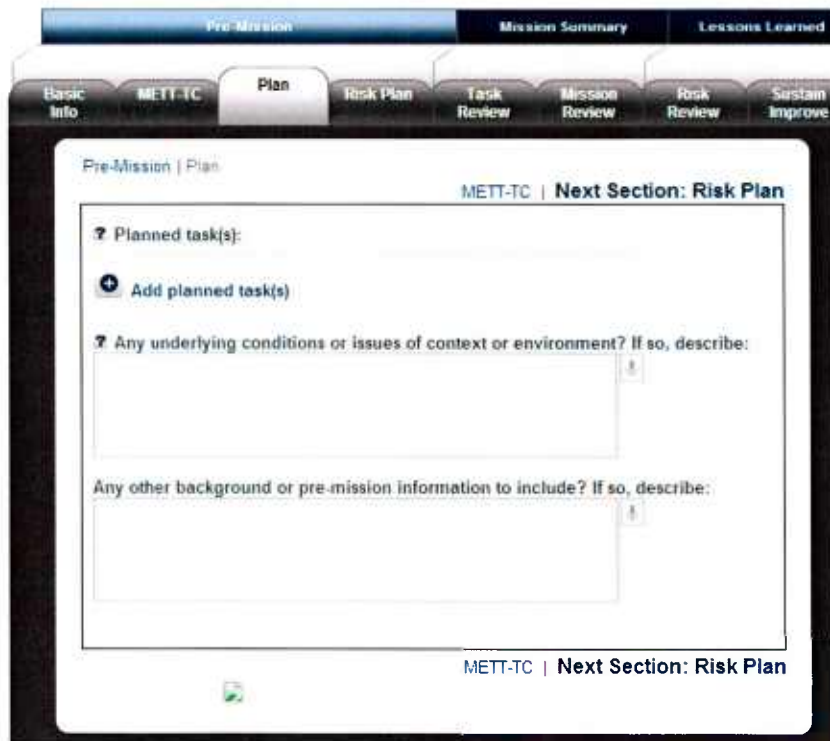 Pre-Mission Mission Summary Lessons Learned
Basic Info METT-TC Plan Risk Plan Task Review Mission Review Risk Review Sustain Improve
Pre-Mission | Plan
METT-TC | Next Section: Risk Plan
? Planned task(s):
Add planned task(s)
? Any underlying conditions or issues of context or environment? If so, describe:
Any other background or pre-mission information to include? If so, describe:
METT-TC | Next Section: Risk Plan